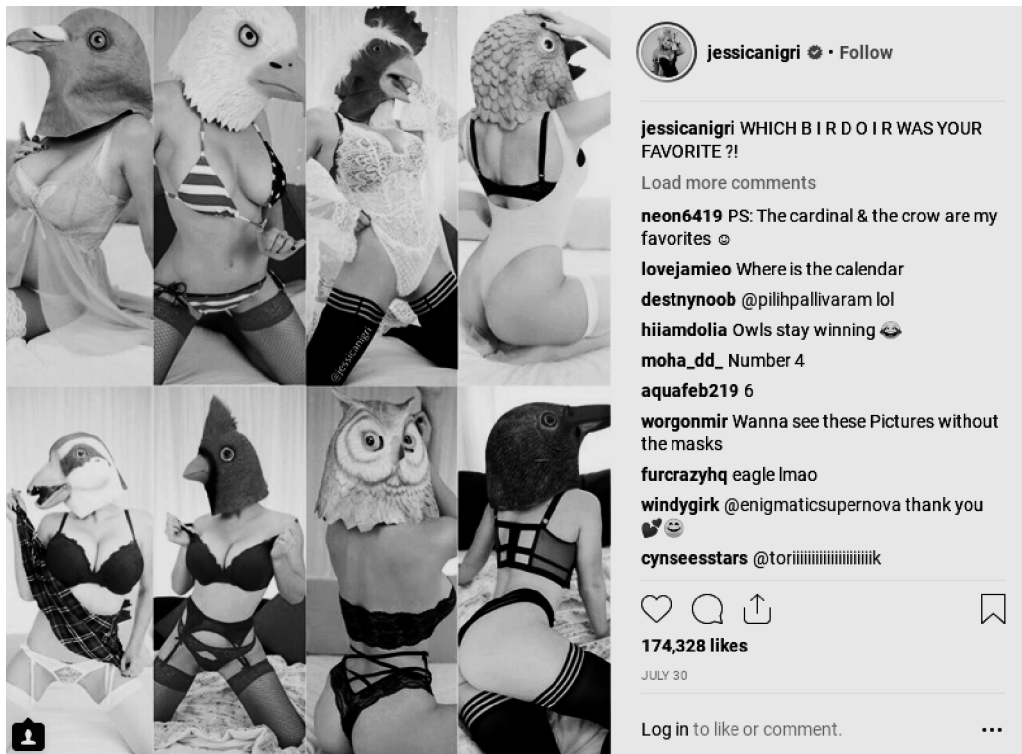 jessicanigri • Follow
jessicanigri WHICH B I R D O I R WAS YOUR
FAVORITE ?!
Load more comments
neon6419 PS: The cardinal & the crow are my
favorites ☺
lovejamieo Where is the calendar
destnynoob @pilihpallivaram lol
hiiamdolia Owls stay winning 😂
moha_dd_ Number 4
aquafeb219 6
worgonmir Wanna see these Pictures without
the masks
furcrazyhq eagle lmao
windygirk @enigmaticsupernova thank you
💕😄
cynseesstars @toriiiiiiiiiiiiiiiiiiiiiik
174,328 likes
JULY 30
Log in to like or comment.
@jessicanigri